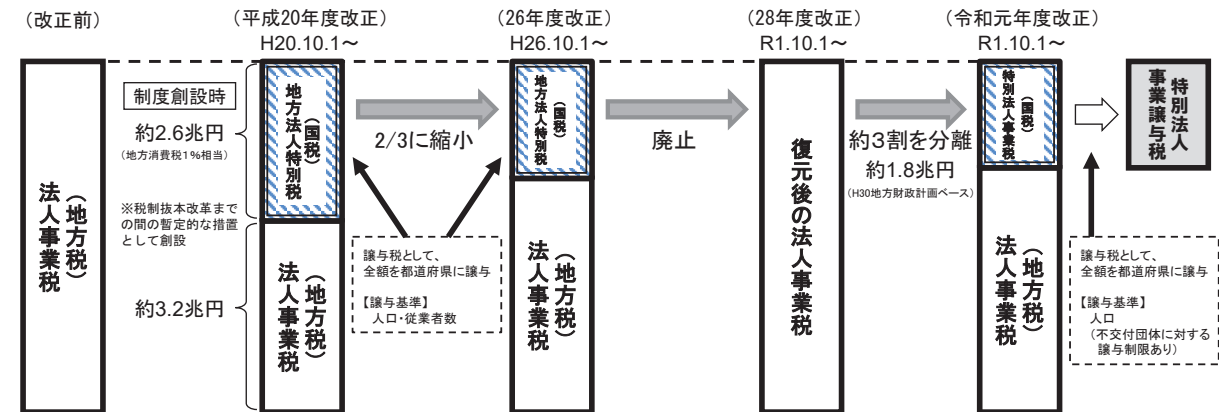 （改正前）
（地方税）
法人事業税
制度創設時
約2.6兆円
（地方消費税1％相当）
※税制抜本改革まで
の間の暫定的な措置
として創設
約3.2兆円
（平成20年度改正）
H20.10.1～
（国税）
地方法人特別税
（地方税）
法人事業税
2/3に縮小
譲与税として、
全額を都道府県に譲与
【譲与基準】
人口・従業者数
（26年度改正）
H26.10.1～
（国税）
地方法人特別税
（地方税）
法人事業税
廃止
（28年度改正）
R1.10.1～
復元後の法人事業税
約３割を分離
約1.8兆円
（H30地方財政計画ベース）
（令和元年度改正）
R1.10.1～
（国税）
特別法人事業税
（地方税）
法人事業税
特別法人
事業譲与税
譲与税として、
全額を都道府県に譲与
【譲与基準】
人口
（不交付団体に対する
譲与制限あり）